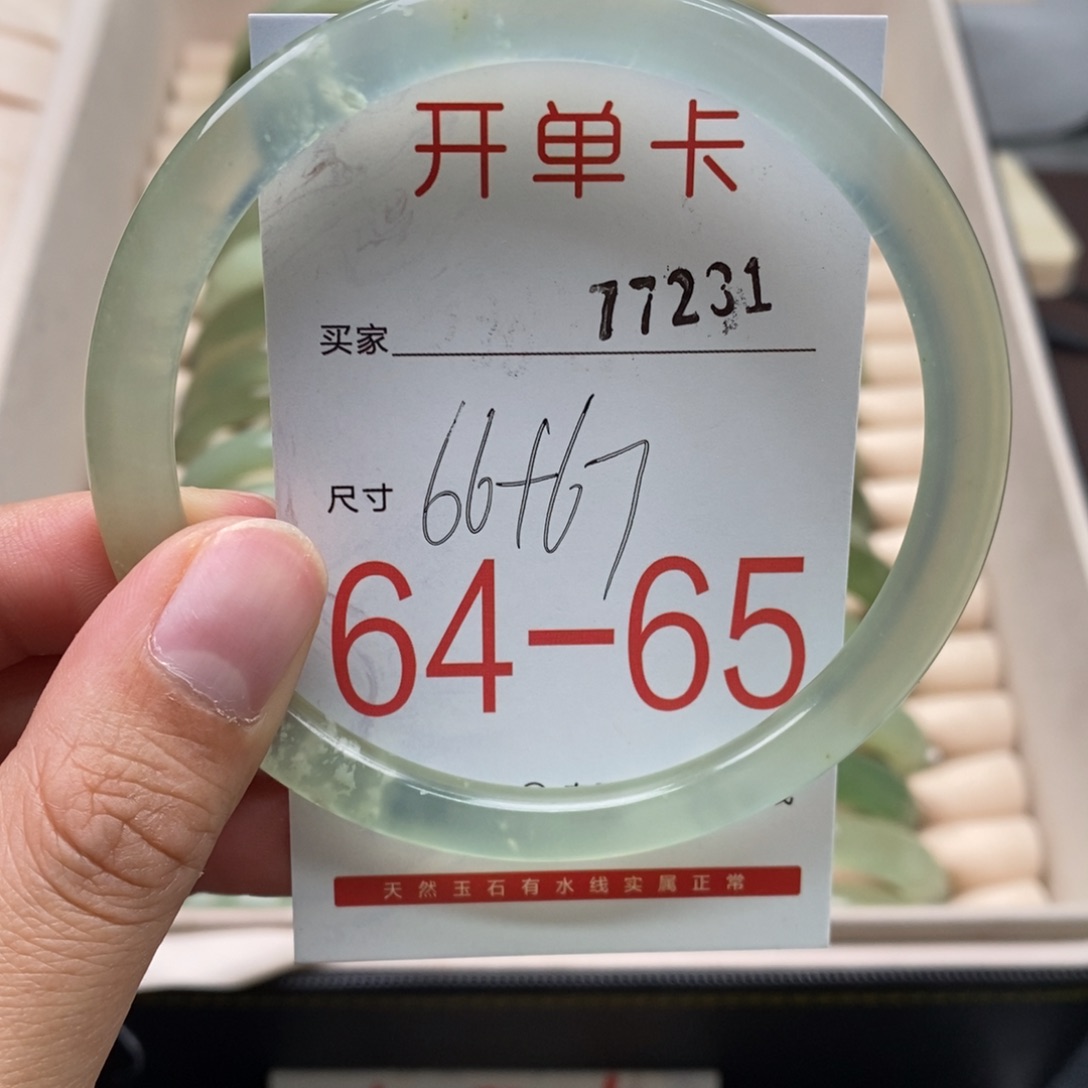 开单卡
买家 77231
尺寸 66+67
64-65
天然玉石有水线实属正常